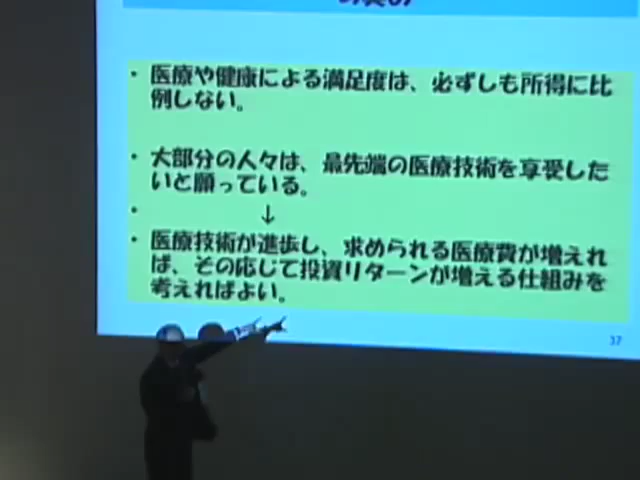 ・ 医療や健康による満足度は、必ずしも所得に比
例しない。
・ 大部分の人々は、最先端の医療技術を享受した
いと願っている。
・ ↓
・ 医療技術が進歩し、求められる医療費が増えれ
ば、その応じて投資リターンが増える仕組みを
考えればよい。
37